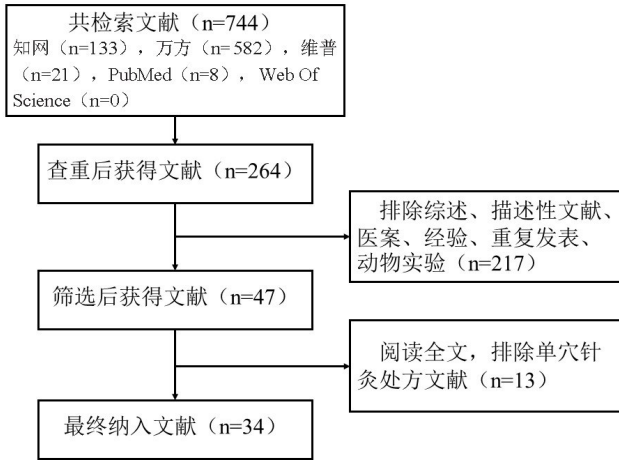 共检索文献（n=744）
知网（n=133），万方（n=582），维普
（n=21），PubMed（n=8），Web Of
Science（n=0）
查重后获得文献（n=264）
排除综述、描述性文献、
医案、经验、重复发表、
动物实验（n=217）
筛选后获得文献（n=47）
阅读全文，排除单穴针
灸处方文献（n=13）
最终纳入文献（n=34）